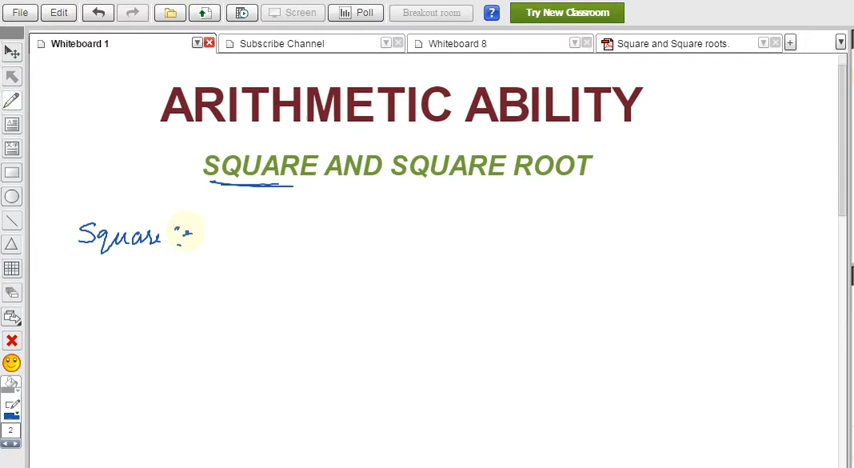 File Edit Screen Poll Breakout room ? Try New Classroom
Whiteboard 1 Subscribe Channel Whiteboard 8 Square and Square roots.
ARITHMETIC ABILITY
SQUARE AND SQUARE ROOT
Square :-
2